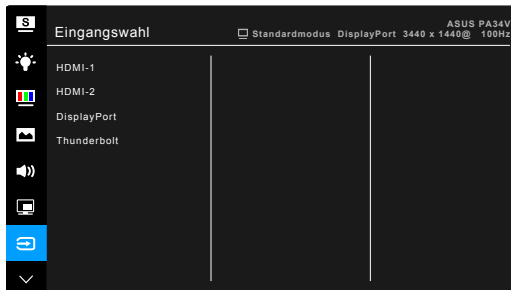 S
Eingangswahl
Standardmodus DisplayPort 3440 x 1440@ 100Hz
ASUS PA34V
HDMI-1
HDMI-2
DisplayPort
Thunderbolt